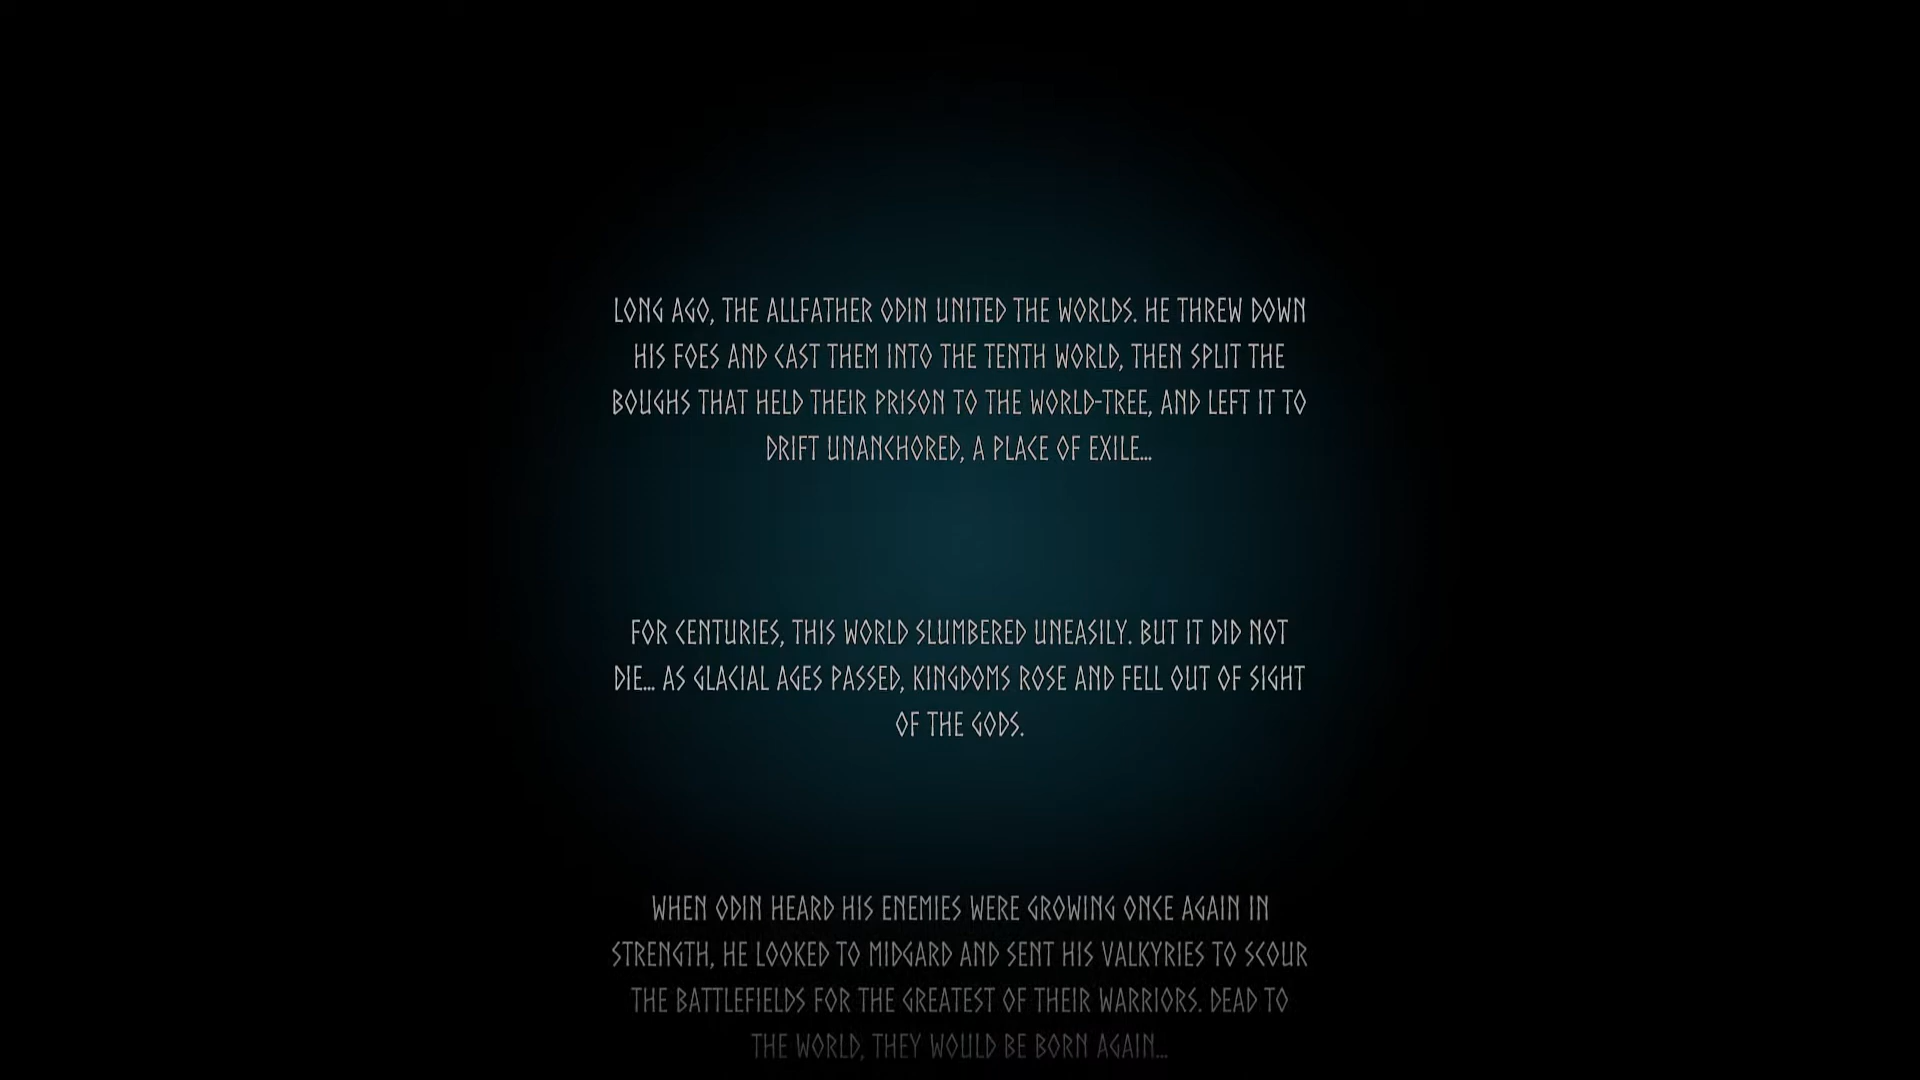 LONG AGO, THE ALLFATHER ODIN UNITED THE WORLDS. HE THREW DOWN
HIS FOES AND CAST THEM INTO THE TENTH WORLD, THEN SPLIT THE
BOUGHS THAT HELD THEIR PRISON TO THE WORLD-TREE, AND LEFT IT TO
DRIFT UNANCHORED, A PLACE OF EXILE...
FOR CENTURIES, THIS WORLD SLUMBERED UNEASILY. BUT IT DID NOT
DIE... AS GLACIAL AGES PASSED, KINGDOMS ROSE AND FELL OUT OF SIGHT
OF THE GODS.
WHEN ODIN HEARD HIS ENEMIES WERE GROWING ONCE AGAIN IN
STRENGTH, HE LOOKED TO MIDGARD AND SENT HIS VALKYRIES TO SCOUR
THE BATTLEFIELDS FOR THE GREATEST OF THEIR WARRIORS. DEAD TO
THE WORLD, THEY WOULD BE BORN AGAIN...